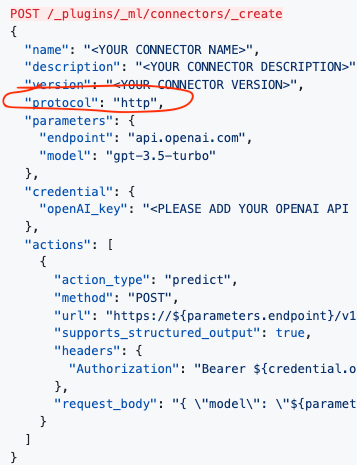 POST /_plugins/_ml/connectors/_create
{
  "name": "<YOUR CONNECTOR NAME>",
  "description": "<YOUR CONNECTOR DESCRIPTION>"
  "version": "<YOUR CONNECTOR VERSION>",
  "protocol": "http",
  "parameters": {
    "endpoint": "api.openai.com",
    "model": "gpt-3.5-turbo"
  },
  "credential": {
    "openAI_key": "<PLEASE ADD YOUR OPENAI API
  },
  "actions": [
    {
      "action_type": "predict",
      "method": "POST",
      "url": "https://${parameters.endpoint}/v1
      "supports_structured_output": true,
      "headers": {
        "Authorization": "Bearer ${credential.o
      },
      "request_body": "{ \"model\": \"${paramet
    }
  ]
}